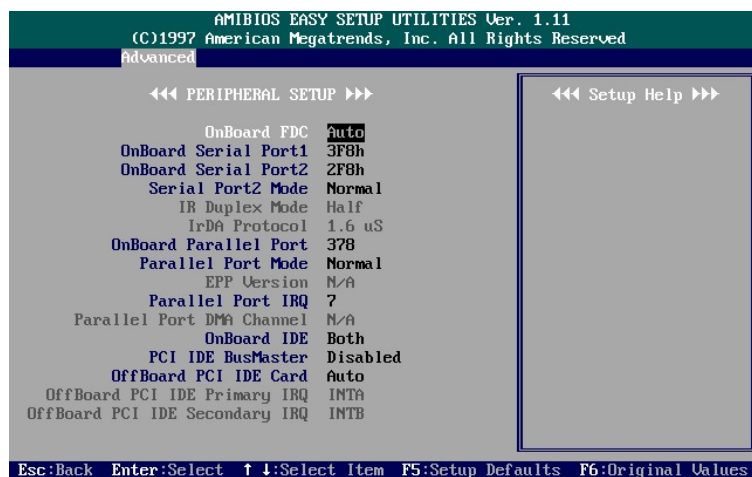 AMIBIOS EASY SETUP UTILITIES Ver. 1.11
(C)1997 American Megatrends, Inc. All Rights Reserved
Advanced
PERIPHERAL SETUP
Setup Help
OnBoard FDC Auto
OnBoard Serial Port1 3F8h
OnBoard Serial Port2 2F8h
Serial Port2 Mode Normal
IR Duplex Mode Half
IrDA Protocol 1.6 uS
OnBoard Parallel Port 378
Parallel Port Mode Normal
EPP Version N/A
Parallel Port IRQ 7
Parallel Port DMA Channel N/A
OnBoard IDE Both
PCI IDE BusMaster Disabled
OffBoard PCI IDE Card Auto
OffBoard PCI IDE Primary IRQ INTA
OffBoard PCI IDE Secondary IRQ INTB
Esc:Back Enter:Select ↑ ↓:Select Item F5:Setup Defaults F6:Original Values